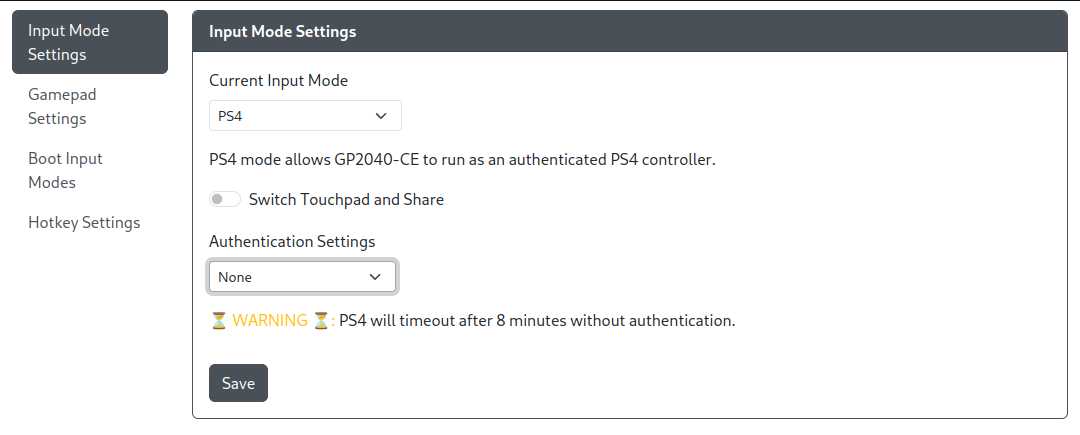 Input Mode
Settings
Gamepad
Settings
Boot Input
Modes
Hotkey Settings
Input Mode Settings
Current Input Mode
PS4
PS4 mode allows GP2040-CE to run as an authenticated PS4 controller.
Switch Touchpad and Share
Authentication Settings
None
⏳ WARNING ⏳: PS4 will timeout after 8 minutes without authentication.
Save